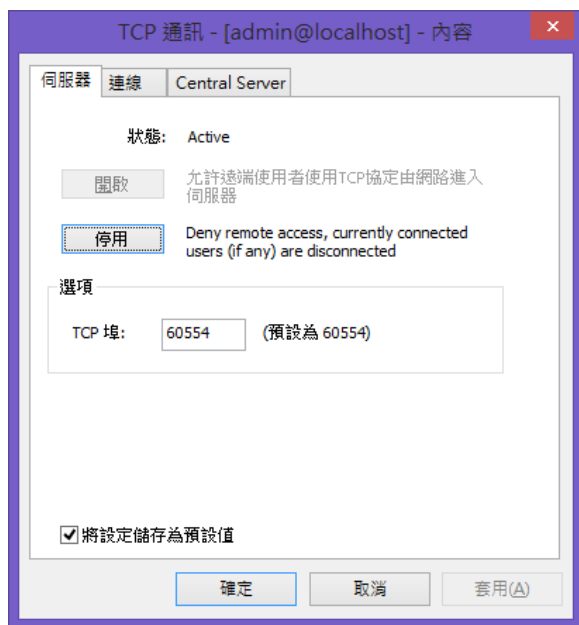 TCP 通訊 - [admin@localhost] - 內容
伺服器
連線
Central Server
狀態:
Active
開啟
允許遠端使用者使用TCP協定由網路進入
伺服器
停用
Deny remote access, currently connected
users (if any) are disconnected
選項
TCP 埠:
60554
(預設為 60554)
將設定儲存為預設值
確定
取消
套用(A)